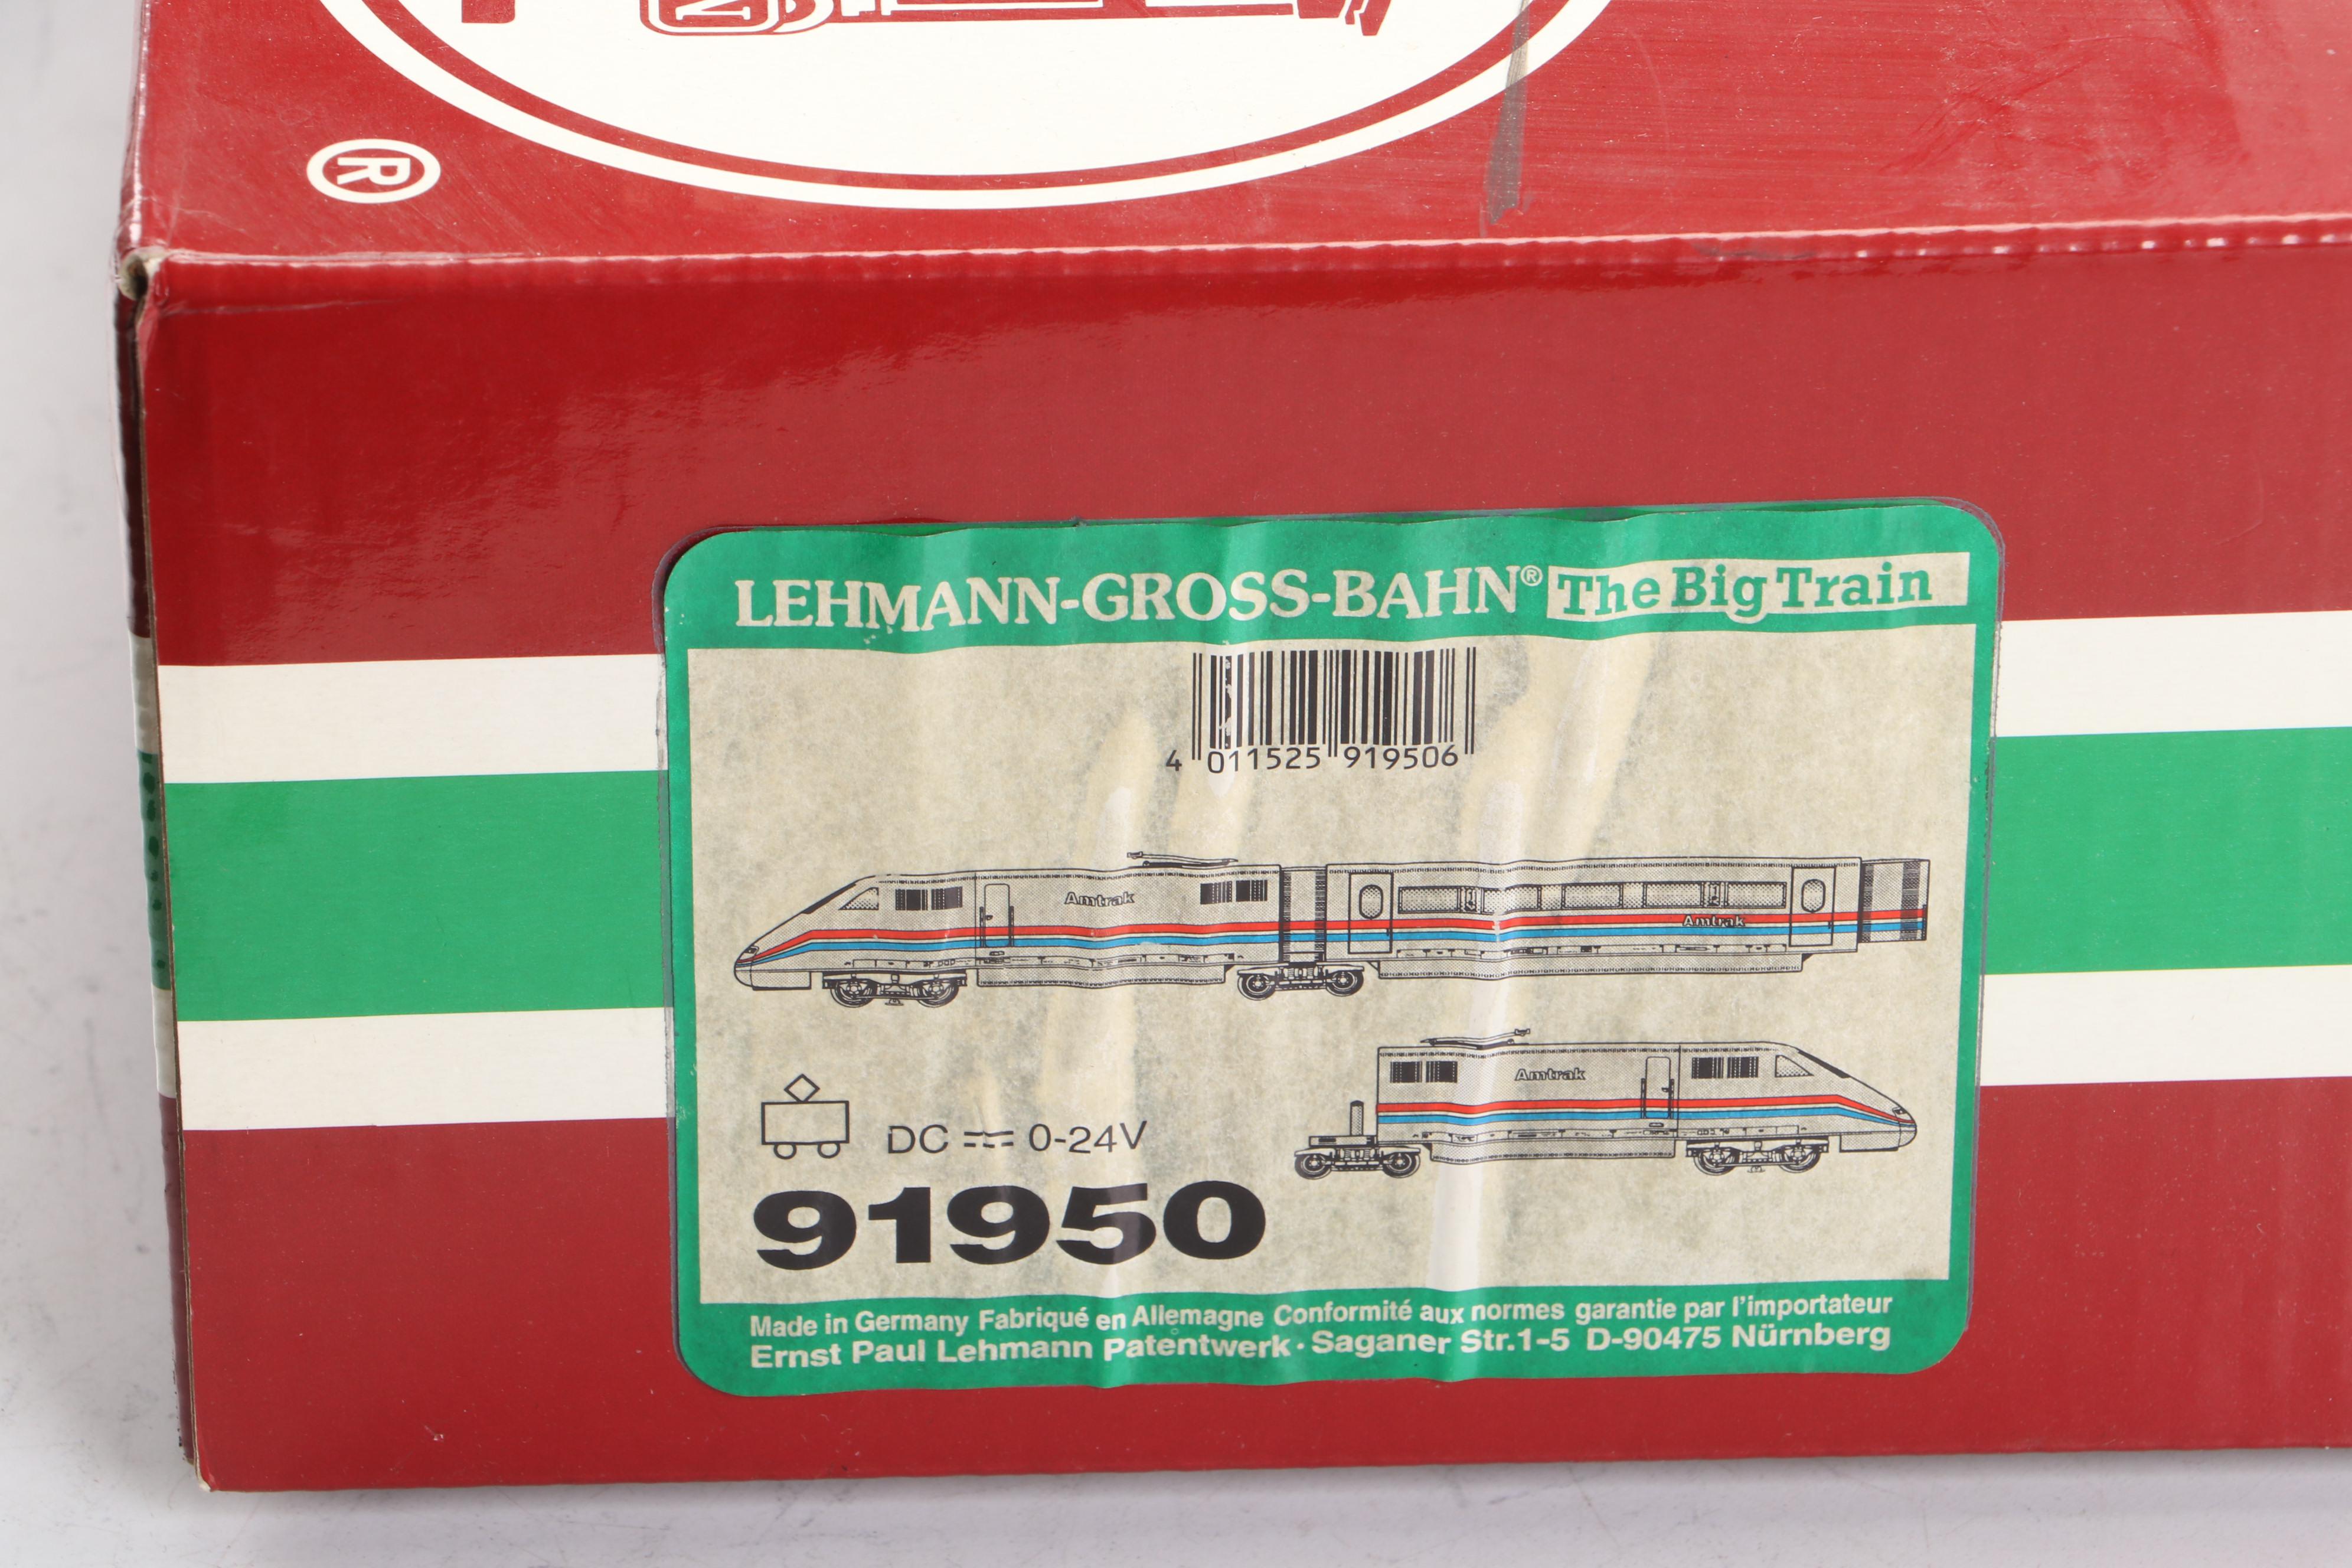 ®
LEHMANN-GROSS-BAHN® The Big Train
4 011525 919506
Amtrak
Amtrak
Amtrak
DC 0-24V
91950
Made in Germany Fabriqué en Allemagne Conformité aux normes garantie par l'importateur
Ernst Paul Lehmann Patentwerk · Saganer Str.1-5 D-90475 Nürnberg